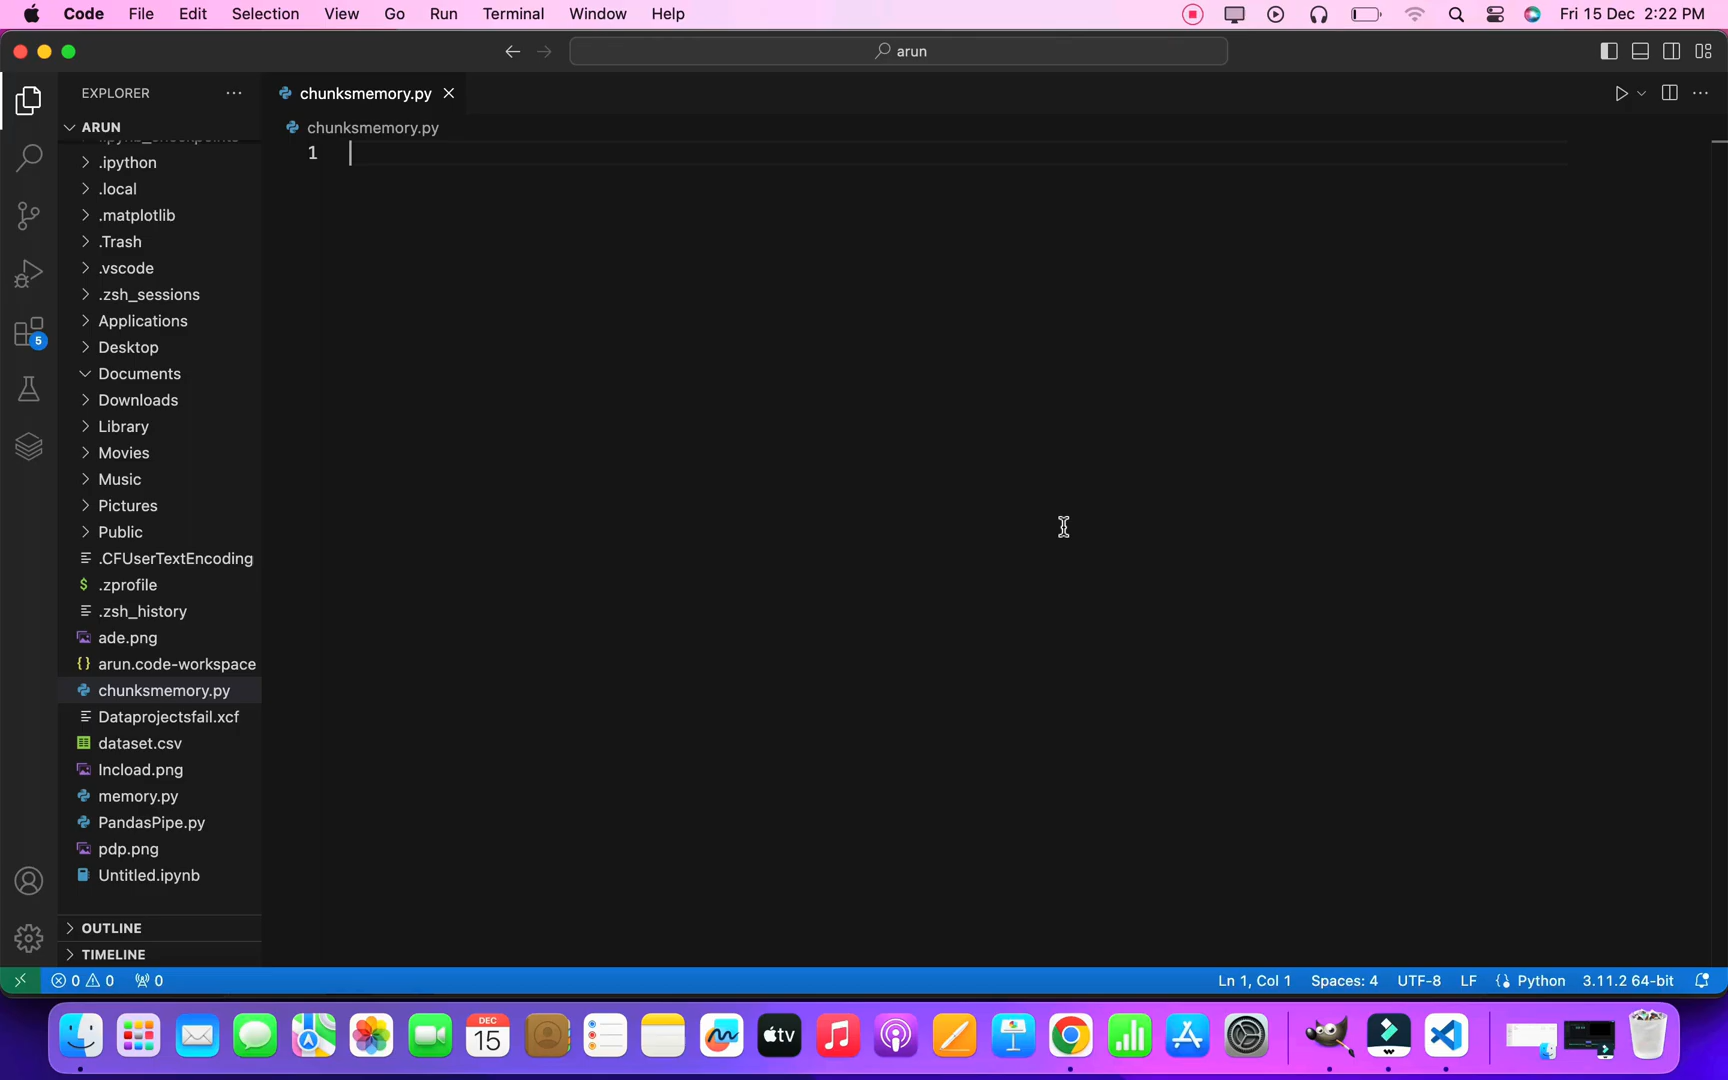 Code File Edit Selection View Go Run Terminal Window Help Fri 15 Dec 2:22 PM
arun
EXPLORER
chunksmemory.py
ARUN
chunksmemory.py
1
.ipython
.local
.matplotlib
.Trash
.vscode
.zsh_sessions
Applications
Desktop
Documents
Downloads
Library
Movies
Music
Pictures
Public
.CFUserTextEncoding
$ .zprofile
.zsh_history
ade.png
{} arun.code-workspace
chunksmemory.py
Dataprojectsfail.xcf
dataset.csv
Incload.png
memory.py
PandasPipe.py
pdp.png
Untitled.ipynb
5
OUTLINE
TIMELINE
0 0 0 Ln 1, Col 1 Spaces: 4 UTF-8 LF Python 3.11.2 64-bit
DEC
15
tv